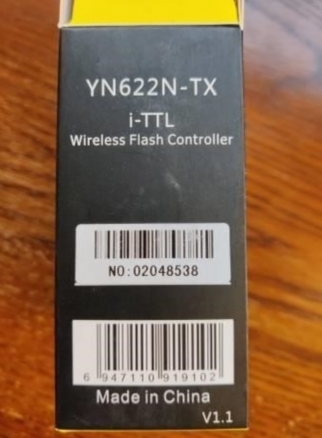 YN622N-TX
i-TTL
Wireless Flash Controller
NO:02048538
6 947110 919102
Made in China
V1.1